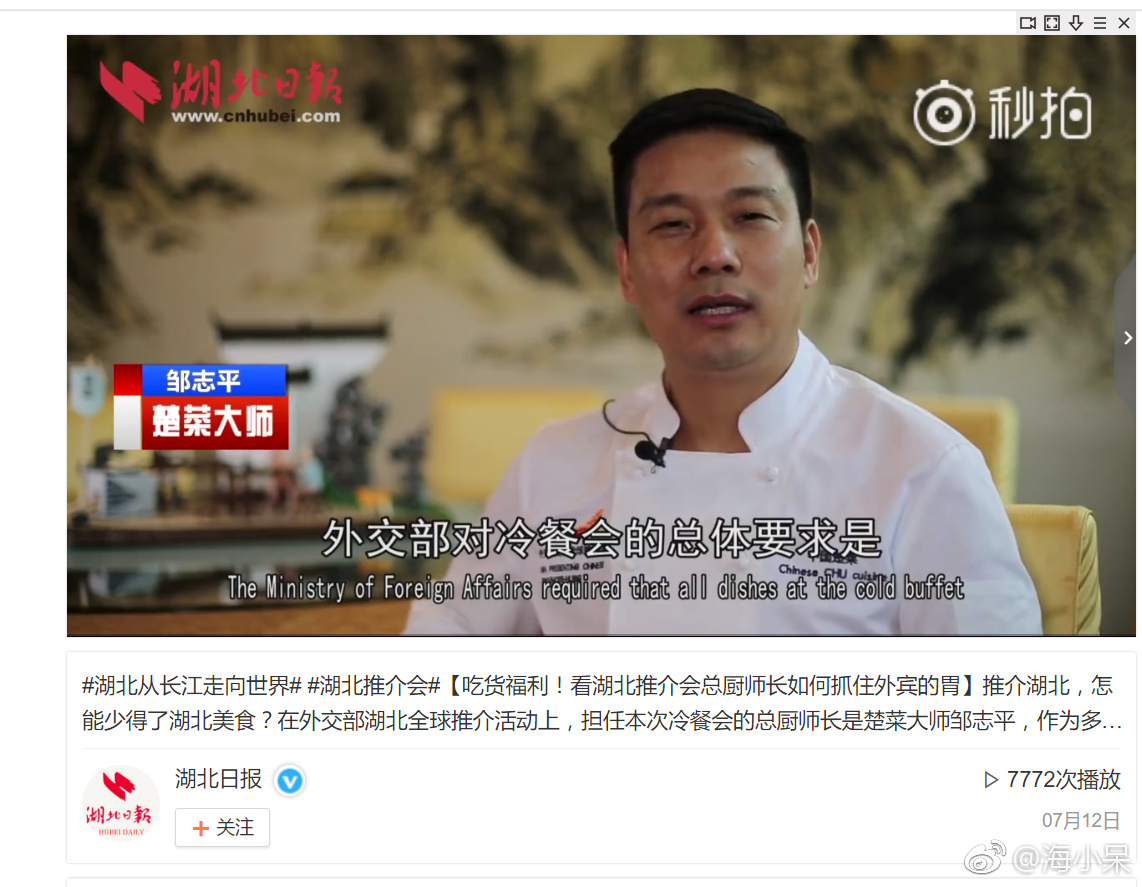 湖北日報
www.cnhubei.com
秒拍
邹志平
楚菜大师
外交部对冷餐会的总体要求是
Chinese CHU cuisine
The Ministry of Foreign Affairs required that all dishes at the cold buffet
#湖北从长江走向世界# #湖北推介会#【吃货福利！看湖北推介会总厨师长如何抓住外宾的胃】推介湖北，怎
能少得了湖北美食？在外交部湖北全球推介活动上，担任本次冷餐会的总厨师长是楚菜大师邹志平，作为多…
湖北日報
HUBEI DAILY
湖北日报
7772次播放
+ 关注
07月12日
@海小呆